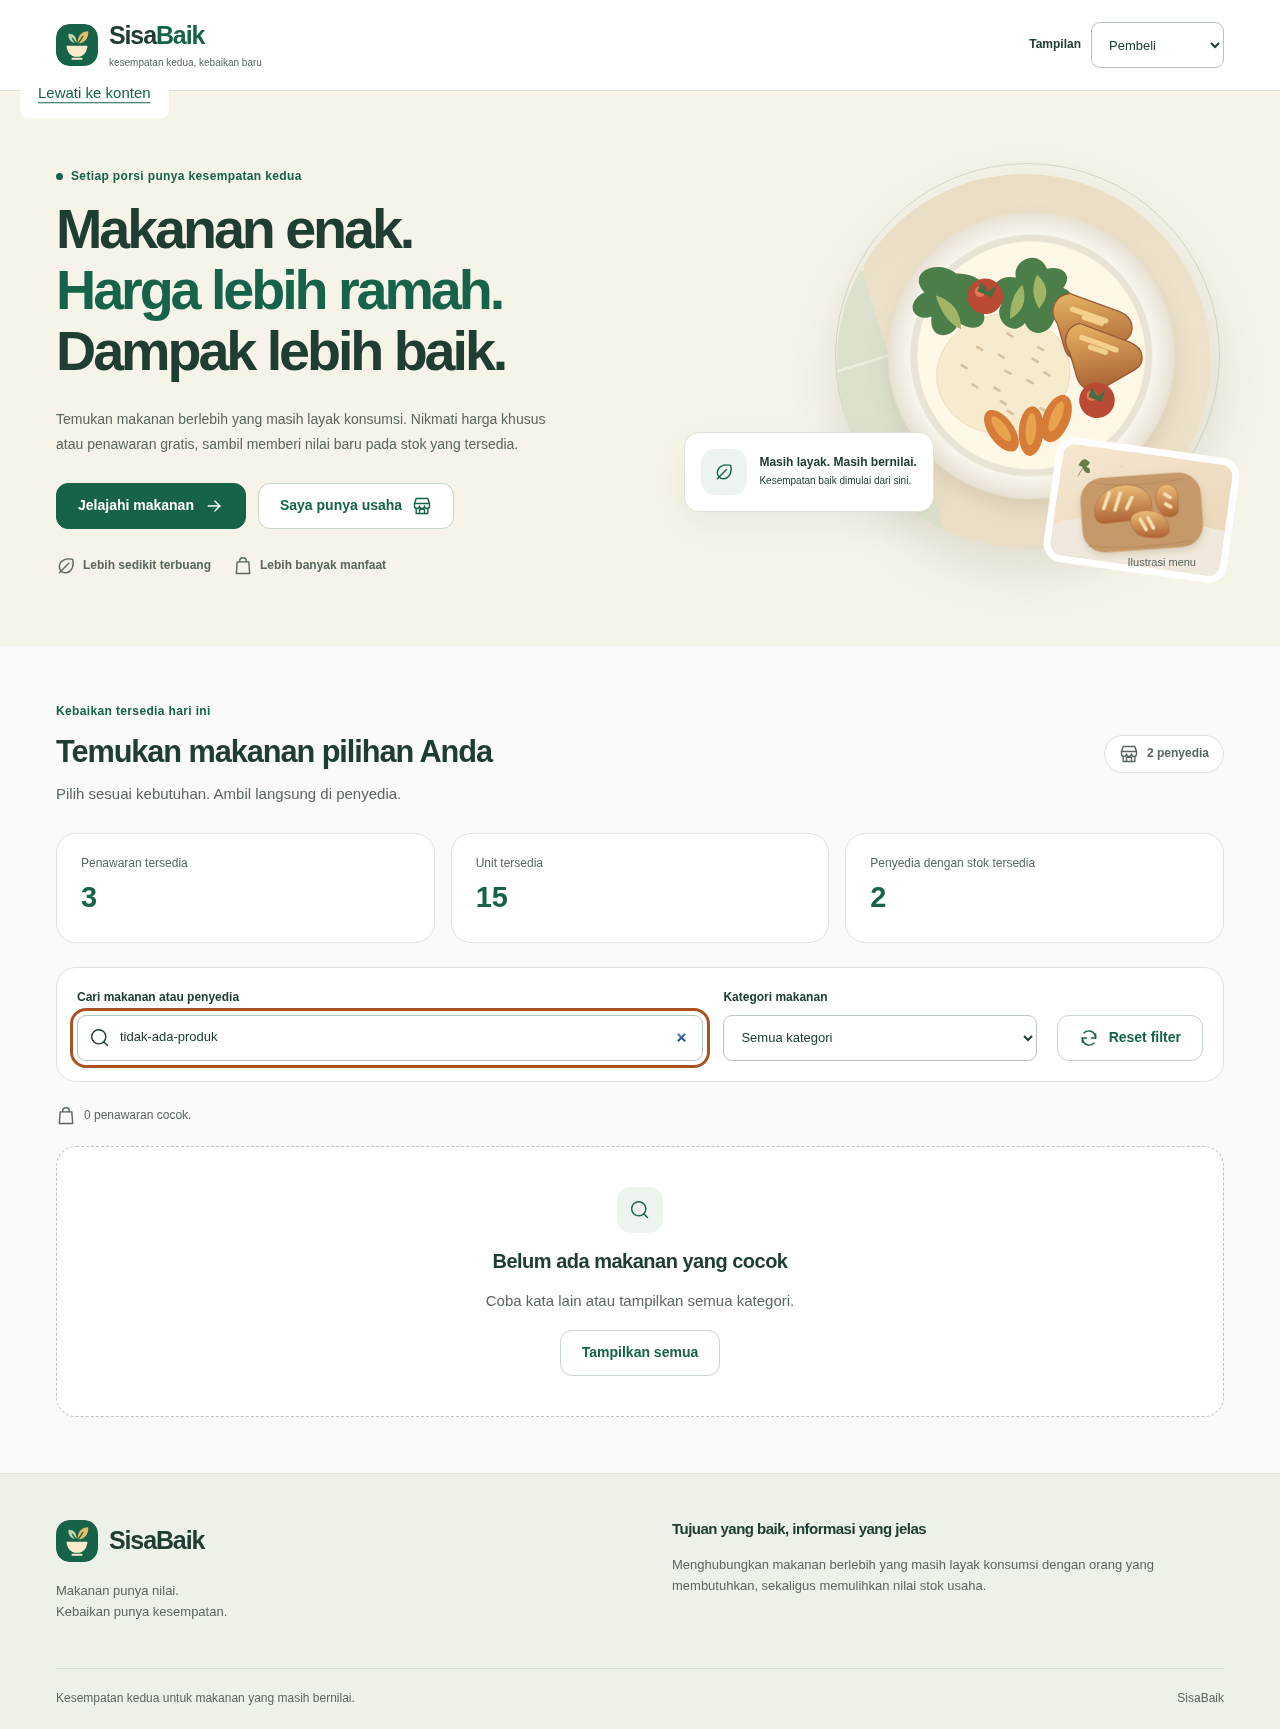 SisaBaik
kesempatan kedua, kebaikan baru
Tampilan
Pembeli
Lewati ke konten
Setiap porsi punya kesempatan kedua
Makanan enak.
Harga lebih ramah.
Dampak lebih baik.
Temukan makanan berlebih yang masih layak konsumsi. Nikmati harga khusus
atau penawaran gratis, sambil memberi nilai baru pada stok yang tersedia.
Jelajahi makanan
Saya punya usaha
Lebih sedikit terbuang
Lebih banyak manfaat
Masih layak. Masih bernilai.
Kesempatan baik dimulai dari sini.
Ilustrasi menu
Kebaikan tersedia hari ini
Temukan makanan pilihan Anda
2 penyedia
Pilih sesuai kebutuhan. Ambil langsung di penyedia.
Penawaran tersedia
3
Unit tersedia
15
Penyedia dengan stok tersedia
2
Cari makanan atau penyedia
tidak-ada-produk
Kategori makanan
Semua kategori
Reset filter
0 penawaran cocok.
Belum ada makanan yang cocok
Coba kata lain atau tampilkan semua kategori.
Tampilkan semua
SisaBaik
Makanan punya nilai.
Kebaikan punya kesempatan.
Tujuan yang baik, informasi yang jelas
Menghubungkan makanan berlebih yang masih layak konsumsi dengan orang yang
membutuhkan, sekaligus memulihkan nilai stok usaha.
Kesempatan kedua untuk makanan yang masih bernilai.
SisaBaik